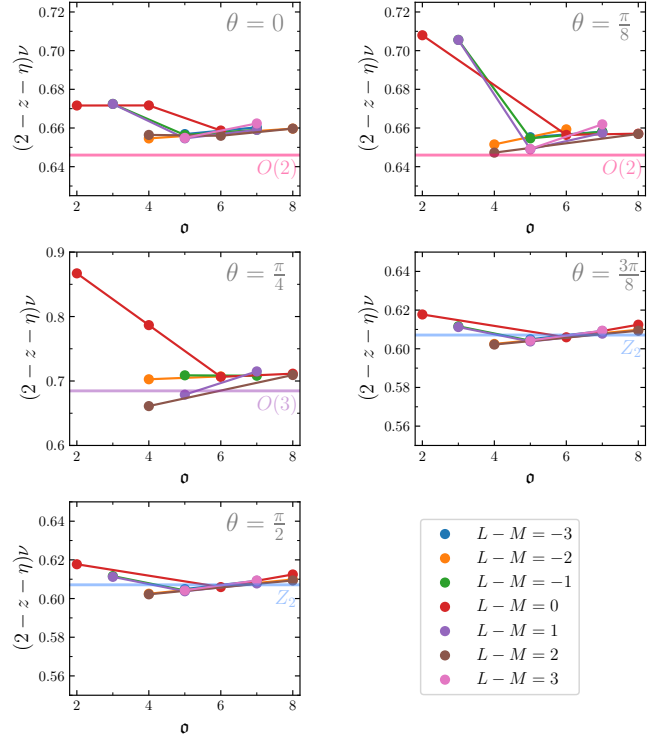 θ = 0
(2 − z − η)ν
0.72
0.70
0.68
0.66
0.64
O(2)
2 4 6 8
𝔬
θ = π/8
(2 − z − η)ν
0.72
0.70
0.68
0.66
0.64
O(2)
2 4 6 8
𝔬
θ = π/4
(2 − z − η)ν
0.9
0.8
0.7
0.6
O(3)
2 4 6 8
𝔬
θ = 3π/8
(2 − z − η)ν
0.64
0.62
0.60
0.58
0.56
Z₂
2 4 6 8
𝔬
θ = π/2
(2 − z − η)ν
0.64
0.62
0.60
0.58
0.56
Z₂
2 4 6 8
𝔬
L − M = −3
L − M = −2
L − M = −1
L − M = 0
L − M = 1
L − M = 2
L − M = 3